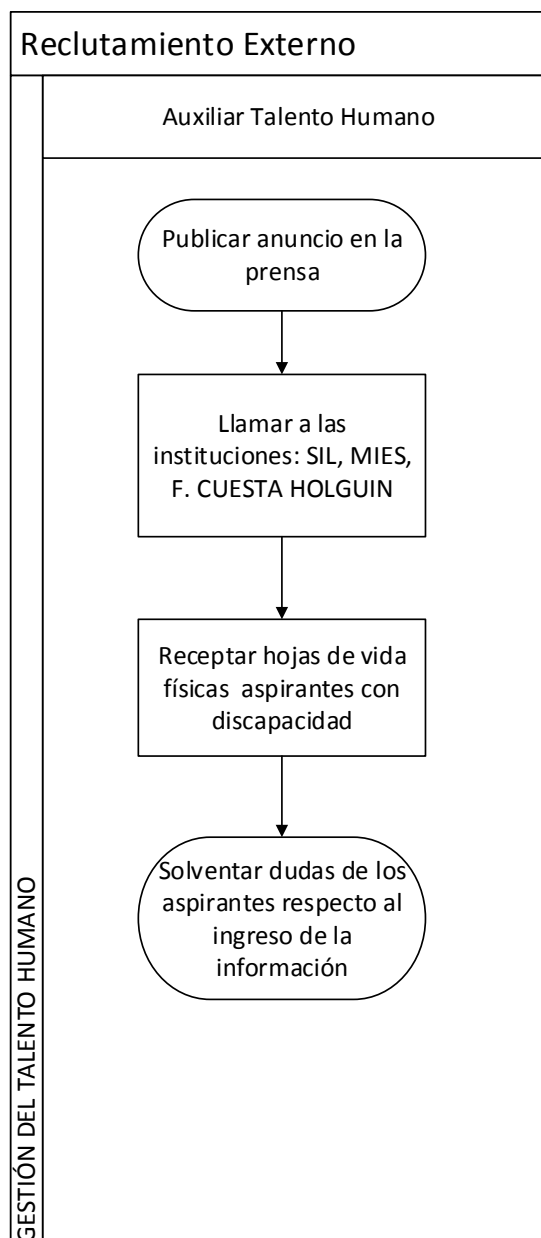 Reclutamiento Externo
Auxiliar Talento Humano
Publicar anuncio en la
prensa
Llamar a las
instituciones: SIL, MIES,
F. CUESTA HOLGUIN
Receptar hojas de vida
físicas aspirantes con
discapacidad
Solventar dudas de los
aspirantes respecto al
ingreso de la
información
GESTIÓN DEL TALENTO HUMANO